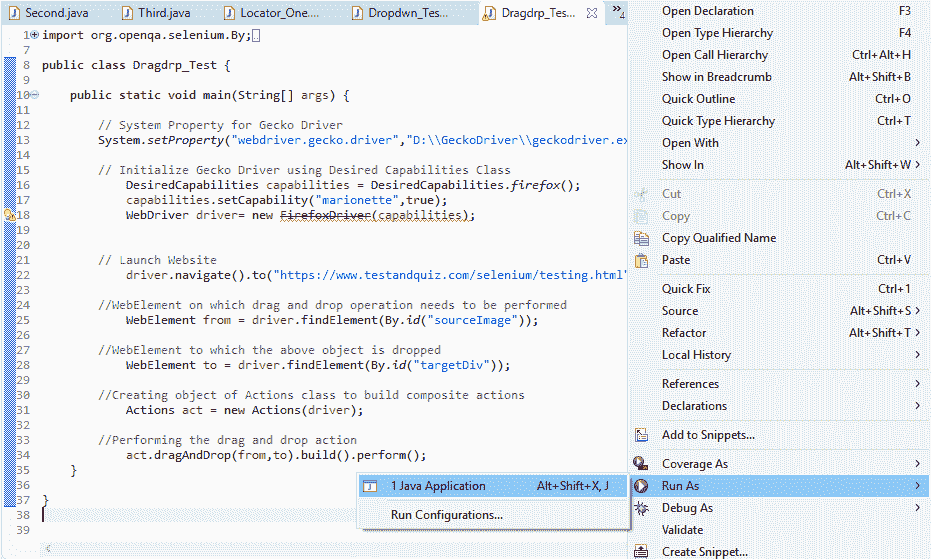 Second.java Third.java Locator_One.... Dropdwn_Tes... Dragdrp_Tes... »4
1 import org.openqa.selenium.By;
7
8 public class Dragdrp_Test {
9
10 public static void main(String[] args) {
11
12 // System Property for Gecko Driver
13 System.setProperty("webdriver.gecko.driver","D:\\GeckoDriver\\geckodriver.ex
14
15 // Initialize Gecko Driver using Desired Capabilities Class
16 DesiredCapabilities capabilities = DesiredCapabilities.firefox();
17 capabilities.setCapability("marionette",true);
18 WebDriver driver= new FirefoxDriver(capabilities);
19
20
21 // Launch Website
22 driver.navigate().to("https://www.testandquiz.com/selenium/testing.html"
23
24 //WebElement on which drag and drop operation needs to be performed
25 WebElement from = driver.findElement(By.id("sourceImage"));
26
27 //WebElement to which the above object is dropped
28 WebElement to = driver.findElement(By.id("targetDiv"));
29
30 //Creating object of Actions class to build composite actions
31 Actions act = new Actions(driver);
32
33 //Performing the drag and drop action
34 act.dragAndDrop(from,to).build().perform();
35 }
36
37 }
38
39
Open Declaration F3
Open Type Hierarchy F4
Open Call Hierarchy Ctrl+Alt+H
Show in Breadcrumb Alt+Shift+B
Quick Outline Ctrl+O
Quick Type Hierarchy Ctrl+T
Open With
Show In Alt+Shift+W
Cut Ctrl+X
Copy Ctrl+C
Copy Qualified Name
Paste Ctrl+V
Quick Fix Ctrl+1
Source Alt+Shift+S
Refactor Alt+Shift+T
Local History
References
Declarations
Add to Snippets...
Coverage As
Run As
Debug As
Validate
Create Snippet...
1 Java Application Alt+Shift+X, J
Run Configurations...